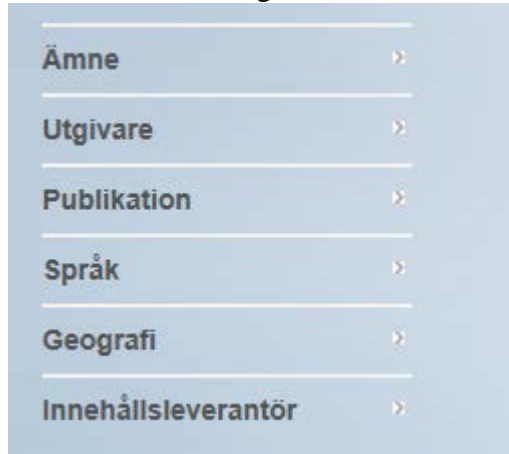 Ämne
Utgivare
Publikation
Språk
Geografi
Innehållsleverantör